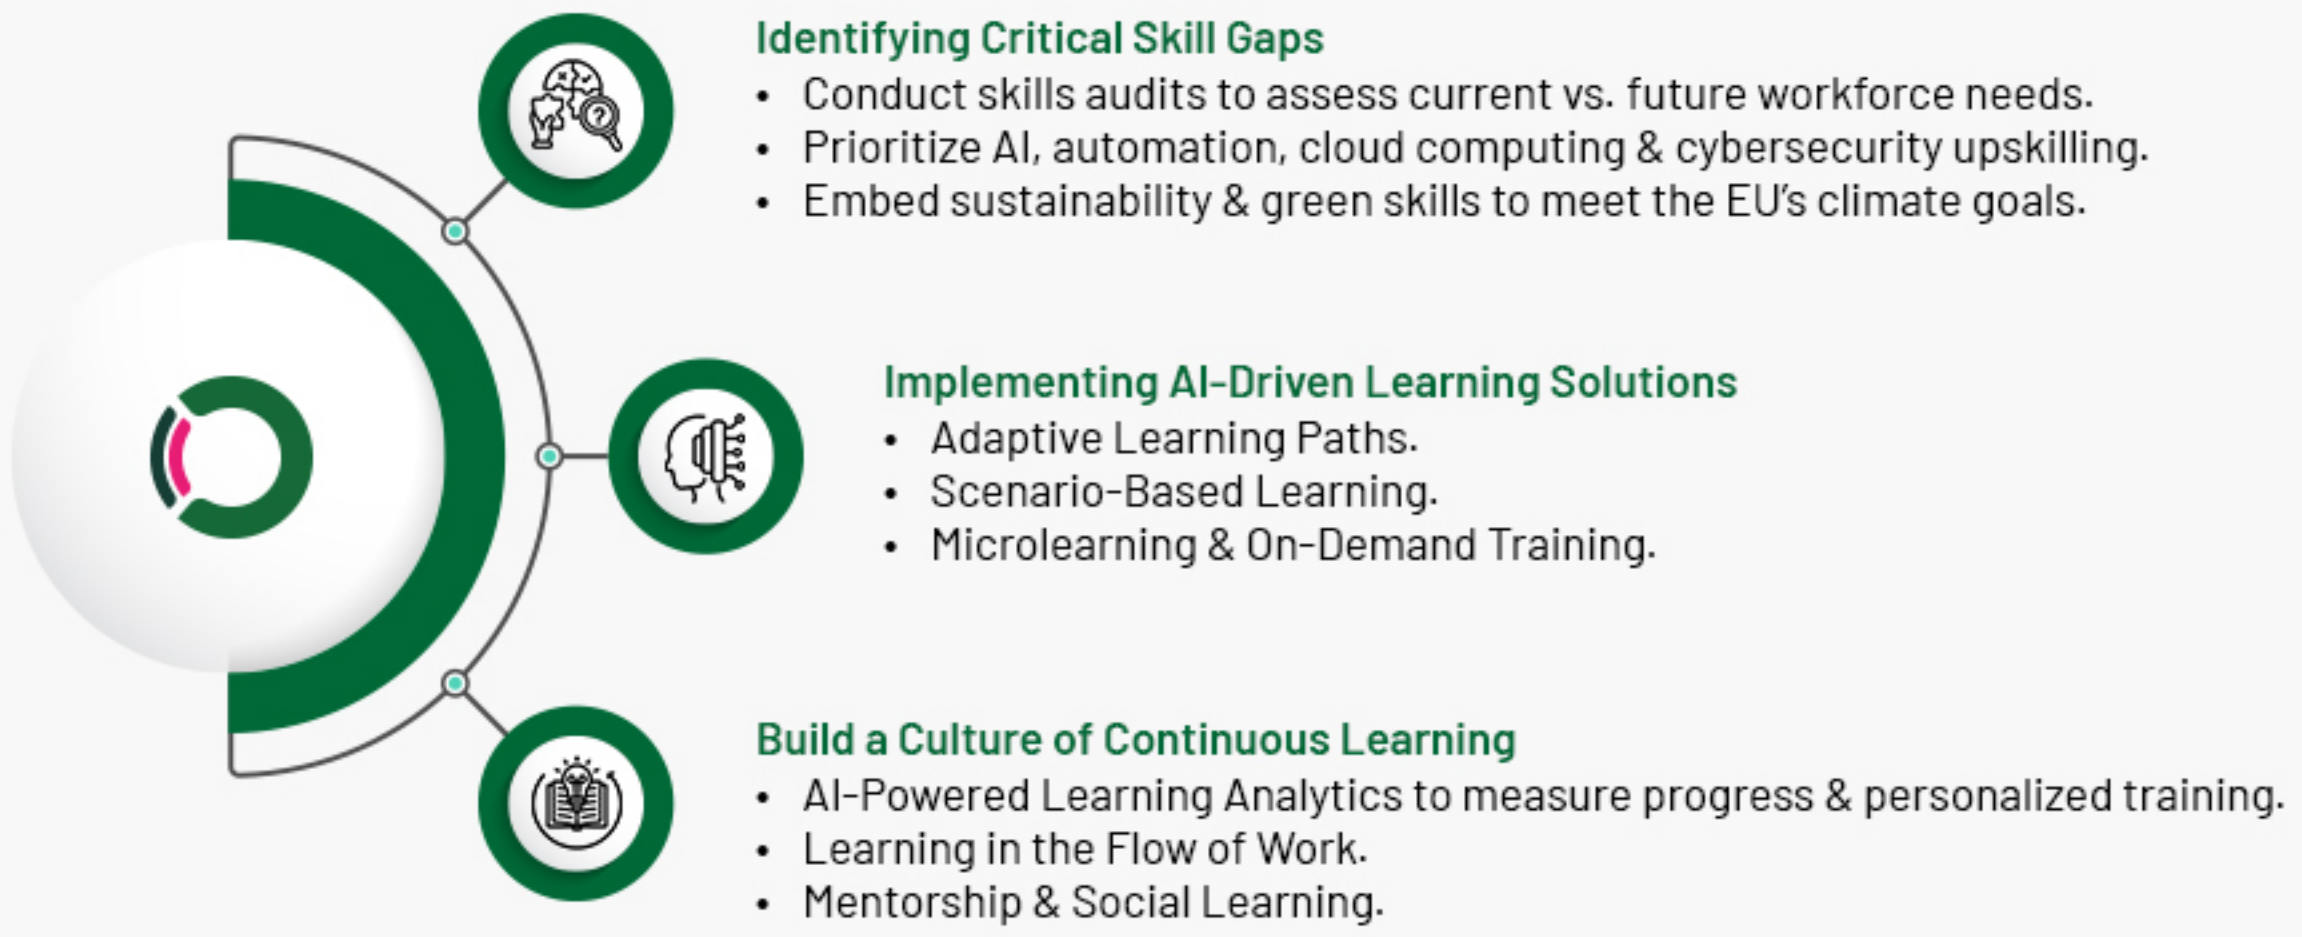 Identifying Critical Skill Gaps
• Conduct skills audits to assess current vs. future workforce needs.
• Prioritize AI, automation, cloud computing & cybersecurity upskilling.
• Embed sustainability & green skills to meet the EU's climate goals.
Implementing AI-Driven Learning Solutions
• Adaptive Learning Paths.
• Scenario-Based Learning.
• Microlearning & On-Demand Training.
Build a Culture of Continuous Learning
• AI-Powered Learning Analytics to measure progress & personalized training.
• Learning in the Flow of Work.
• Mentorship & Social Learning.